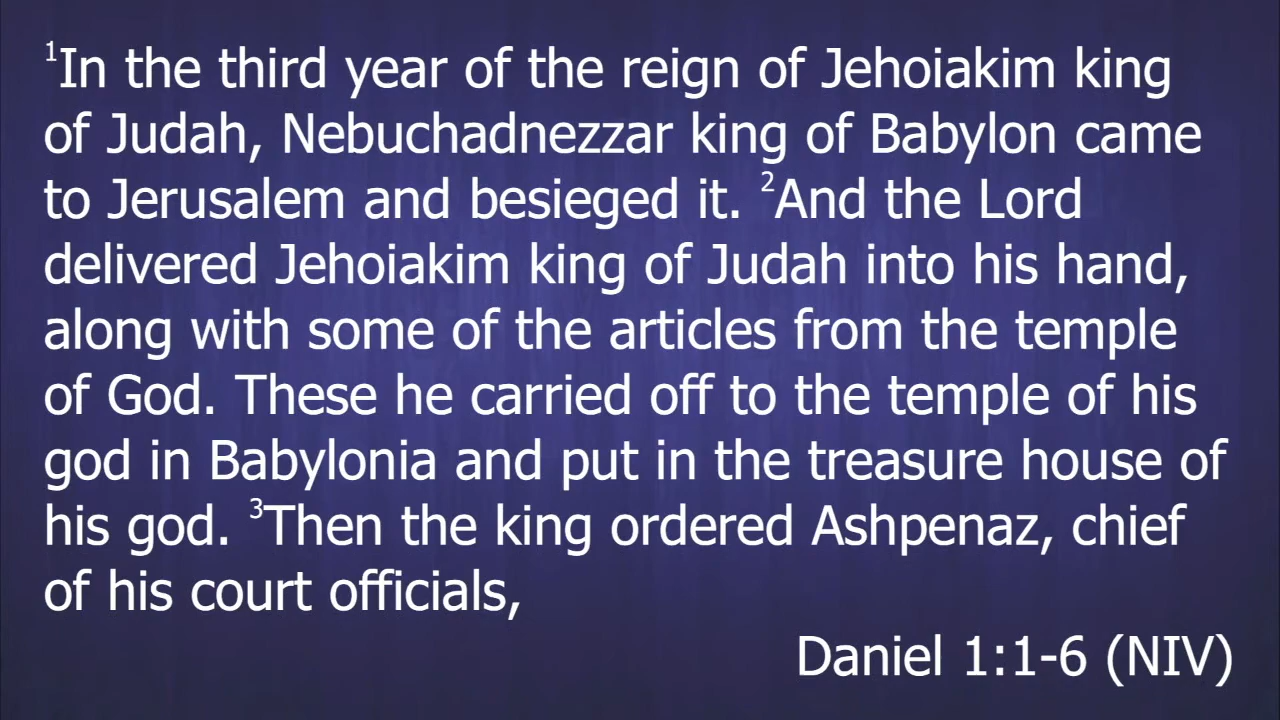 ¹In the third year of the reign of Jehoiakim king
of Judah, Nebuchadnezzar king of Babylon came
to Jerusalem and besieged it. ²And the Lord
delivered Jehoiakim king of Judah into his hand,
along with some of the articles from the temple
of God. These he carried off to the temple of his
god in Babylonia and put in the treasure house of
his god. ³Then the king ordered Ashpenaz, chief
of his court officials,
Daniel 1:1-6 (NIV)